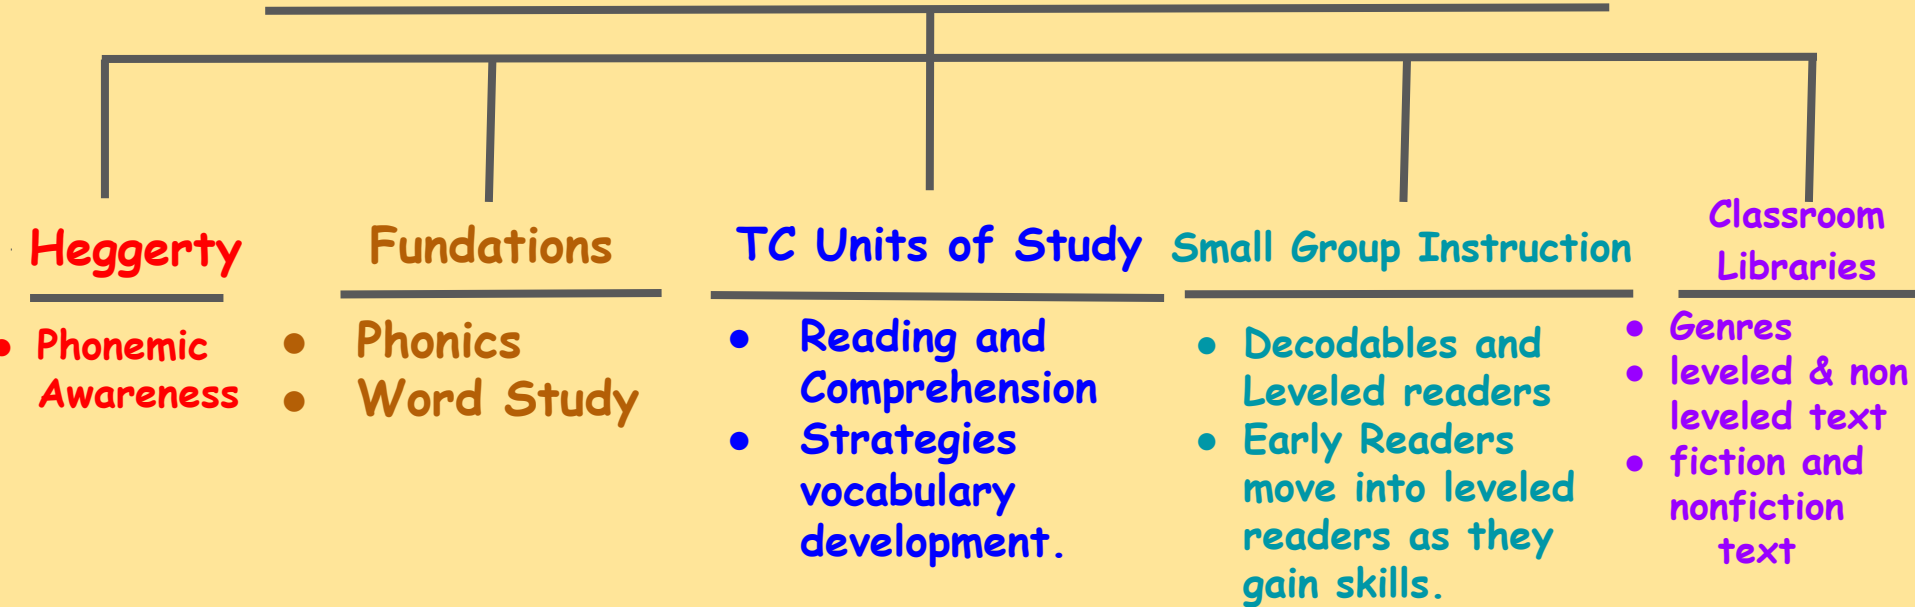 Heggerty
• Phonemic
Awareness
Fundations
• Phonics
• Word Study
TC Units of Study
• Reading and
Comprehension
• Strategies
vocabulary
development.
Small Group Instruction
• Decodables and
Leveled readers
• Early Readers
move into leveled
readers as they
gain skills.
Classroom
Libraries
• Genres
• leveled & non
leveled text
• fiction and
nonfiction
text